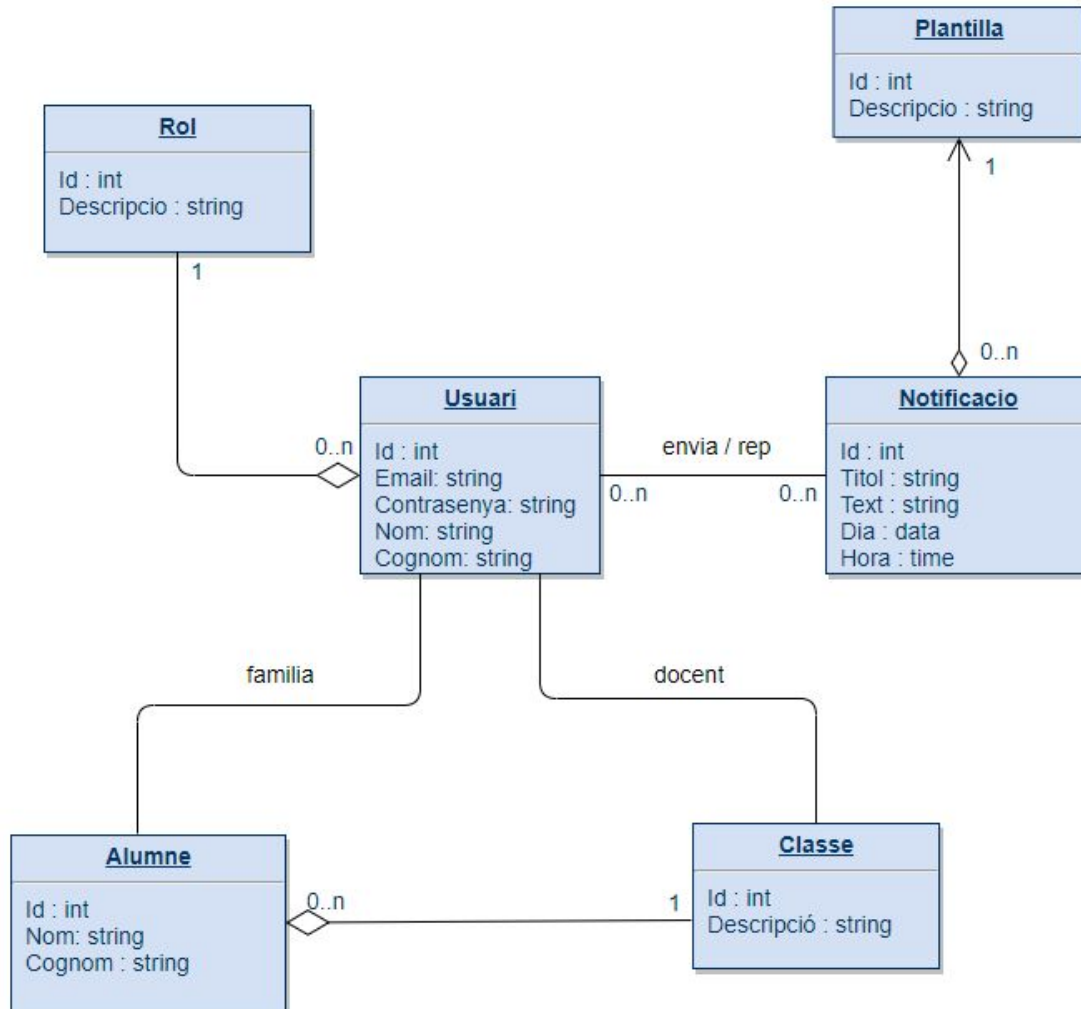 Plantilla
Id : int
Descripcio : string
1
0..n
Rol
Id : int
Descripcio : string
1
0..n
Usuari
Id : int
Email: string
Contrasenya: string
Nom: string
Cognom: string
envia / rep
0..n
0..n
Notificacio
Id : int
Titol : string
Text : string
Dia : data
Hora : time
familia
docent
Alumne
Id : int
Nom: string
Cognom : string
0..n
1
Classe
Id : int
Descripció : string